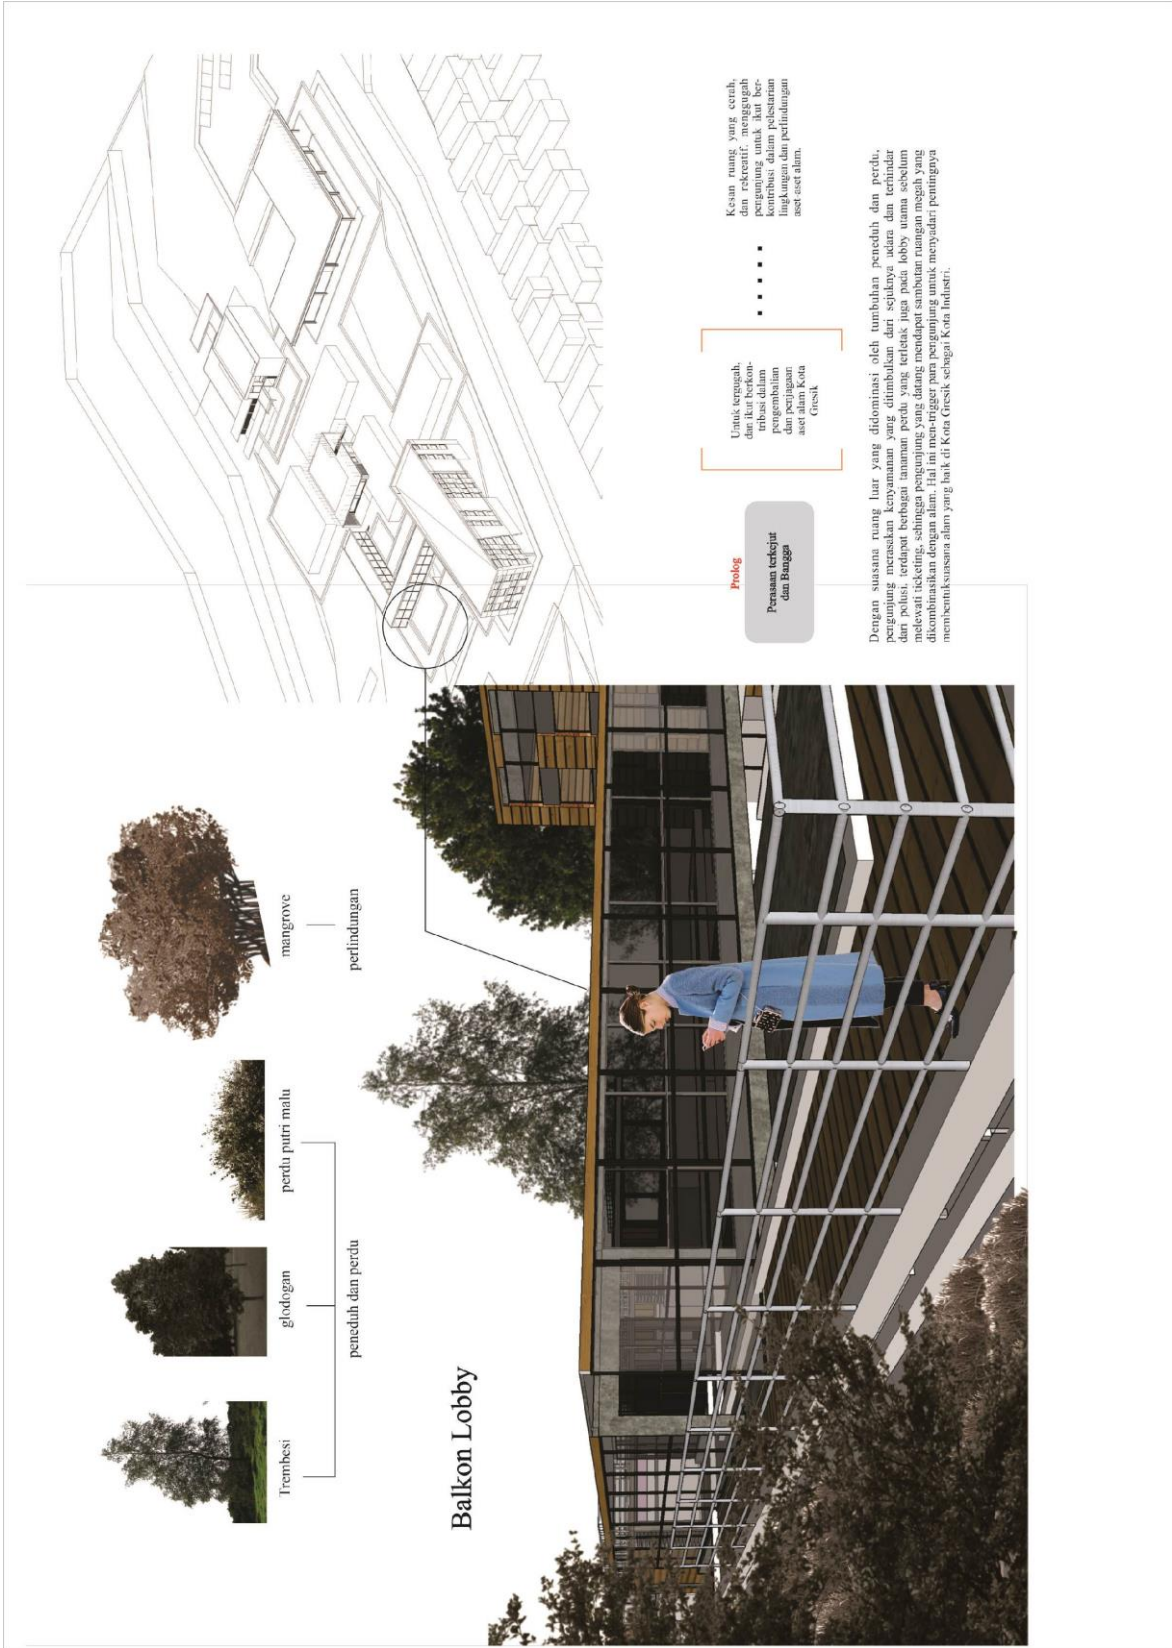 Trembesi
glodogan
perdu putri malu
mangrove
peneduh dan perdu
perlindungan
Balkon Lobby
Prolog
Perasaan terkejut
dan Bangga
Untuk tergugah,
dan ikut berkon-
tribusi dalam
pengembalian
dan penjagaan
aset alam Kota
Gresik
Kesan ruang yang cerah,
dan rekreatif. menggugah
pengunjung untuk ikut ber-
kontribusi dalam pelestarian
lingkungan dan perlindungan
aset-aset alam.
Dengan suasana ruang luar yang didominasi oleh tumbuhan peneduh dan perdu,
pengunjung merasakan kenyamanan yang ditimbulkan dari sejuknya udara dan terhindar
dari polusi. terdapat berbagai tanaman perdu yang terletak juga pada lobby utama sebelum
melewati ticketing, sehingga pengunjung yang datang mendapat sambutan ruangan megah yang
dikombinasikan dengan alam. Hal ini men-trigger para pengunjung untuk menyadari pentingnya
membentuksuasana alam yang baik di Kota Gresik sebagai Kota Industri.